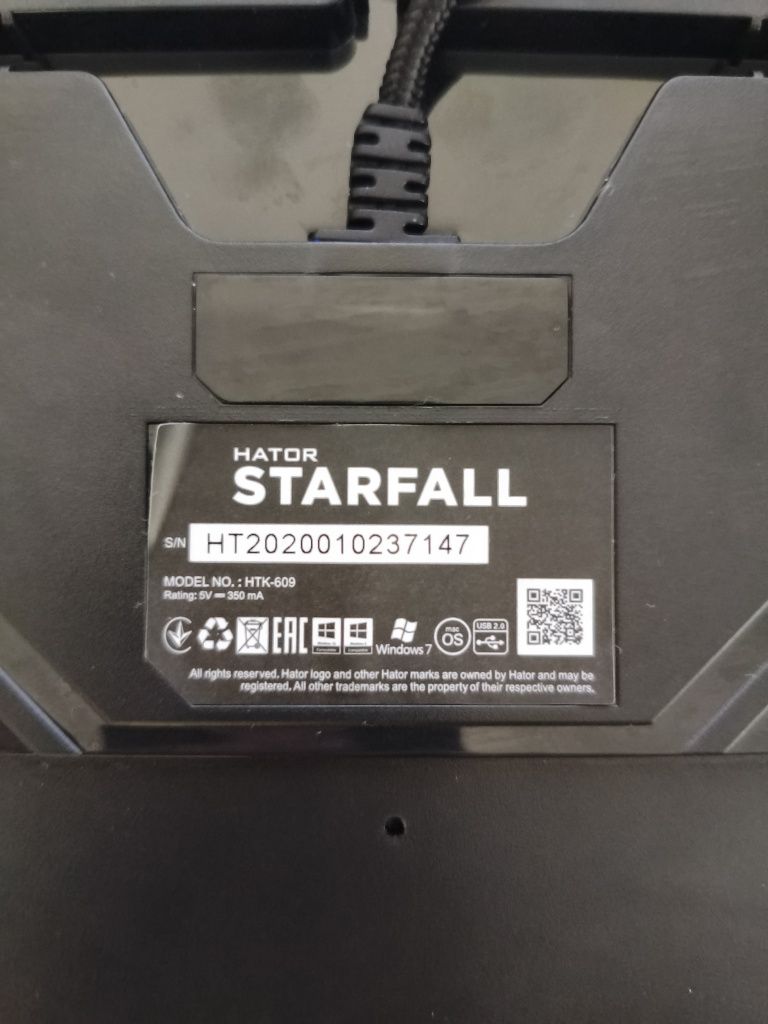 HATOR
STARFALL
S/N HT2020010237147
MODEL NO. : HTK-609
Rating: 5V ⎓ 350 mA
EAC
Windows 7
mac OS
USB 2.0
All rights reserved. Hator logo and other Hator marks are owned by Hator and may be
registered. All other trademarks are the property of their respective owners.